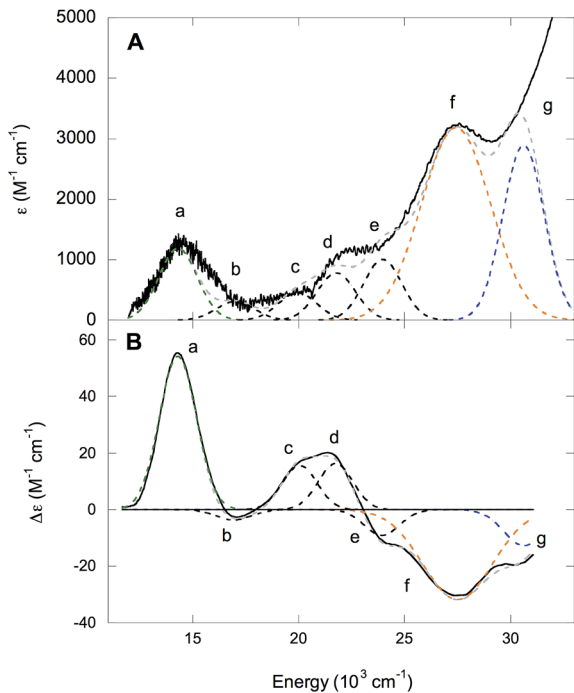 A
5000
4000
3000
2000
1000
0
ε (M⁻¹ cm⁻¹)
a
b
c
d
e
f
g
B
60
40
20
0
-20
-40
Δε (M⁻¹ cm⁻¹)
a
b
c
d
e
f
g
15 20 25 30
Energy (10³ cm⁻¹)